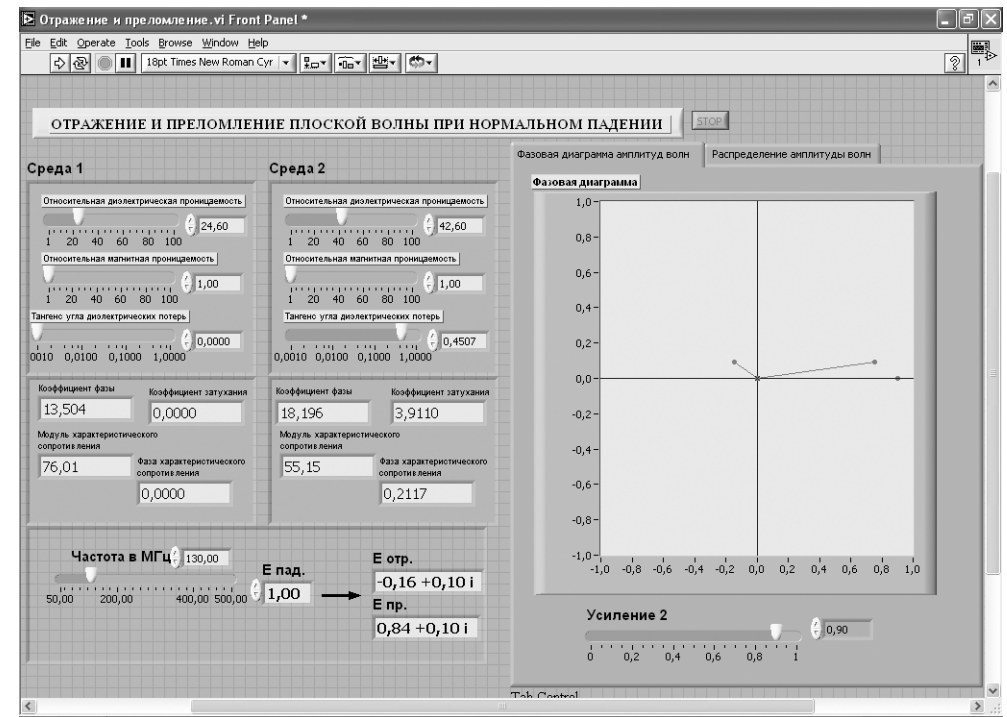 Отражение и преломление.vi Front Panel *
File Edit Operate Tools Browse Window Help
18pt Times New Roman Cyr
1
ОТРАЖЕНИЕ И ПРЕЛОМЛЕНИЕ ПЛОСКОЙ ВОЛНЫ ПРИ НОРМАЛЬНОМ ПАДЕНИИ
STOP
Среда 1
Относительная диэлектрическая проницаемость
24,60
1 20 40 60 80 100
Относительная магнитная проницаемость
1,00
1 20 40 60 80 100
Тангенс угла диэлектрических потерь
0,0000
0010 0,0100 0,1000 1,0000
Коэффициент фазы
13,504
Коэффициент затухания
0,0000
Модуль характеристического
сопротивления
76,01
Фаза характеристического
сопротивления
0,0000
Среда 2
Относительная диэлектрическая проницаемость
42,60
1 20 40 60 80 100
Относительная магнитная проницаемость
1,00
1 20 40 60 80 100
Тангенс угла диэлектрических потерь
0,4507
0,0010 0,0100 0,1000 1,0000
Коэффициент фазы
18,196
Коэффициент затухания
3,9110
Модуль характеристического
сопротивления
55,15
Фаза характеристического
сопротивления
0,2117
Частота в МГц
130,00
50,00 200,00 400,00 500,00
E пад.
1,00
E отр.
-0,16 +0,10 i
E пр.
0,84 +0,10 i
Фазовая диаграмма амплитуд волн
Распределение амплитуды волн
Фазовая диаграмма
1,0
0,8
0,6
0,4
0,2
0,0
-0,2
-0,4
-0,6
-0,8
-1,0
-1,0 -0,8 -0,6 -0,4 -0,2 0,0 0,2 0,4 0,6 0,8 1,0
Усиление 2
0,90
0 0,2 0,4 0,6 0,8 1
Tab Control